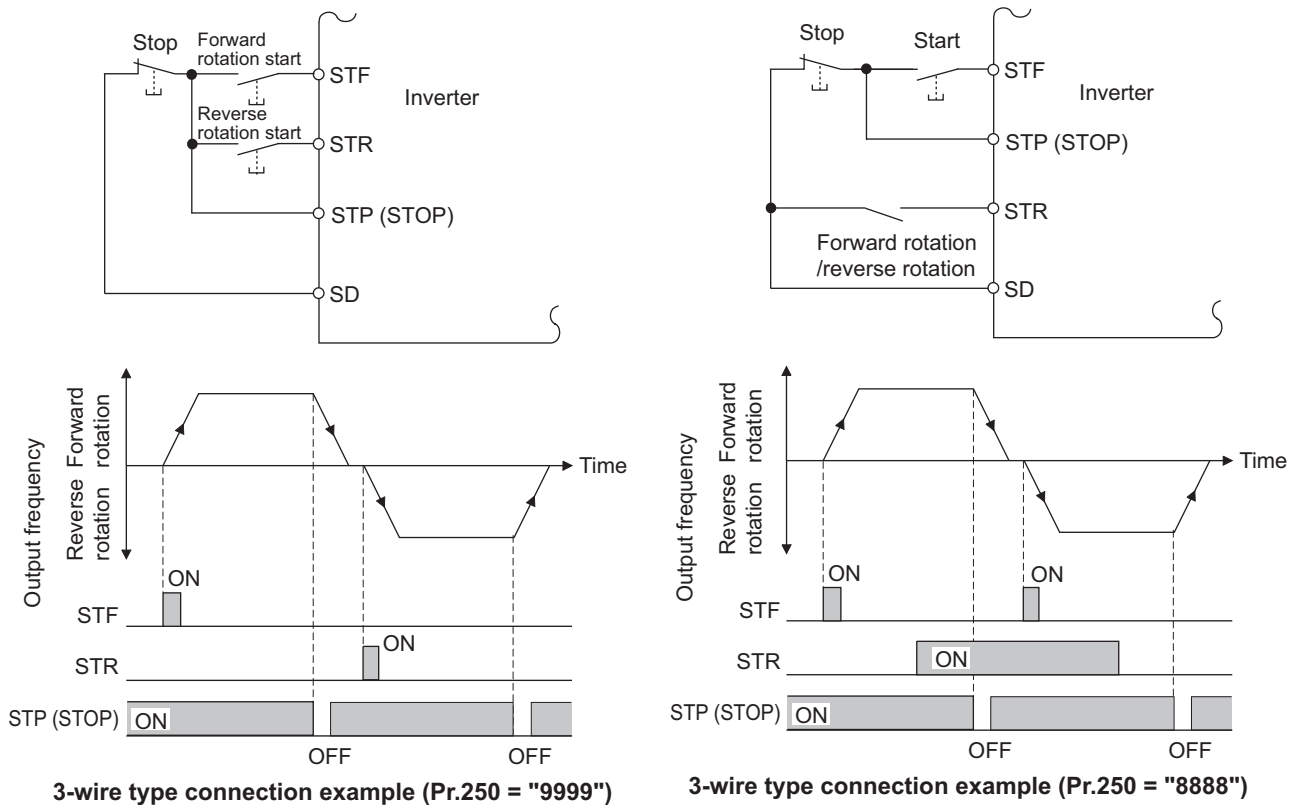 Stop
Forward
rotation start
STF
Inverter
Reverse
rotation start
STR
STP (STOP)
SD
Output frequency
Reverse Forward
rotation rotation
Time
ON
STF
ON
STR
STP (STOP)
ON
OFF
OFF
3-wire type connection example (Pr.250 = "9999")
Stop
Start
STF
Inverter
STP (STOP)
STR
Forward rotation
/reverse rotation
SD
Output frequency
Reverse Forward
rotation rotation
Time
ON
ON
STF
STR
ON
STP (STOP)
ON
OFF
OFF
3-wire type connection example (Pr.250 = "8888")